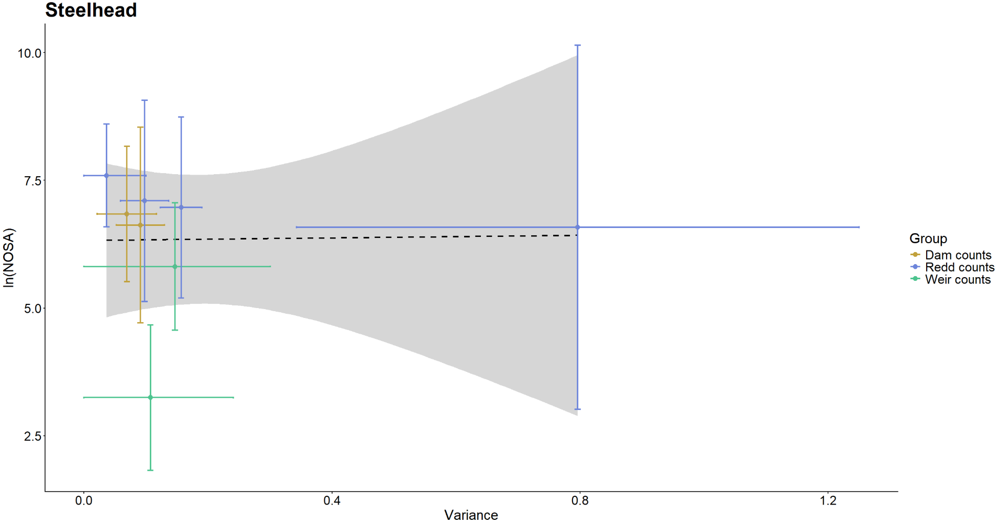 Steelhead
10.0
7.5
5.0
2.5
ln(NOSA)
0.0 0.4 0.8 1.2
Variance
Group
Dam counts
Redd counts
Weir counts